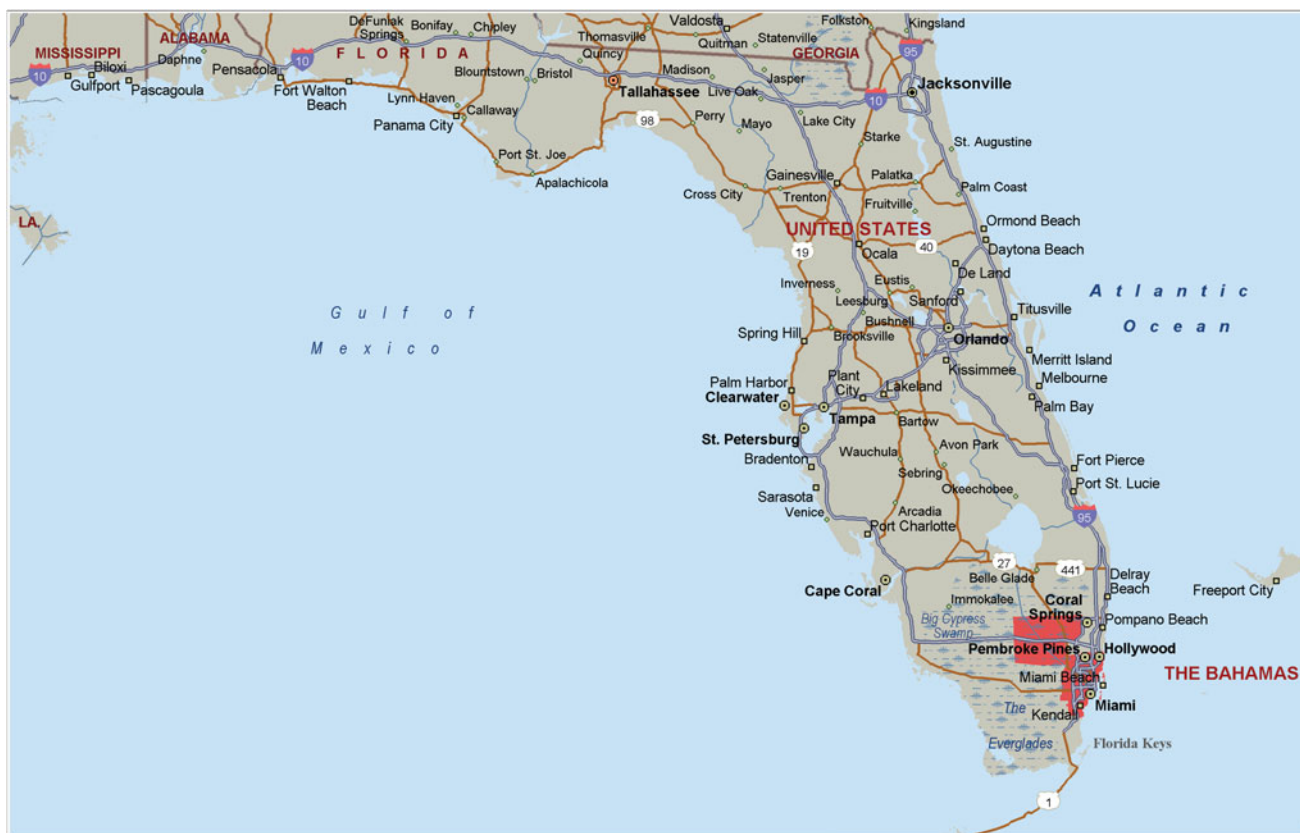 Valdosta
Folkston
Kingsland
DeFuniak
Springs
Bonifay
Chipley
Thomasville
Quitman
Statenville
MISSISSIPPI
ALABAMA
Daphne
10
FLORIDA
Quincy
GEORGIA
95
10
Biloxi
Gulfport
Pascagoula
Pensacola
Fort Walton
Beach
Blountstown
Bristol
Tallahassee
Madison
Jasper
Live Oak
10
Jacksonville
Lynn Haven
Callaway
Panama City
98
Perry
Mayo
Lake City
Starke
St. Augustine
Port St. Joe
Apalachicola
Cross City
Trenton
Gainesville
Palatka
Palm Coast
Fruitville
LA.
UNITED STATES
Ormond Beach
Daytona Beach
19
Ocala
40
De Land
Inverness
Eustis
Leesburg
Sanford
Atlantic
Ocean
Gulf of
Mexico
Bushnell
Titusville
Spring Hill
Brooksville
Orlando
Merritt Island
Kissimmee
Melbourne
Palm Harbor
Plant
City
Lakeland
Clearwater
Palm Bay
Tampa
Bartow
St. Petersburg
Avon Park
Wauchula
Bradenton
Sebring
Fort Pierce
Sarasota
Okeechobee
Port St. Lucie
Venice
Arcadia
Port Charlotte
95
27
441
Belle Glade
Delray
Beach
Cape Coral
Freeport City
Immokalee
Coral
Springs
Big Cypress
Swamp
Pompano Beach
Pembroke Pines
Hollywood
THE BAHAMAS
Miami Beach
The
Everglades
Kendall
Miami
Florida Keys
1